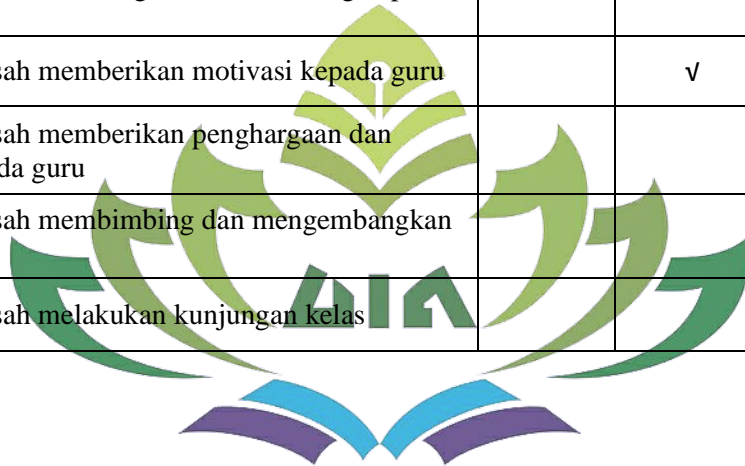 sah memberikan motivasi kepada guru √
sah memberikan penghargaan dan
da guru
sah membimbing dan mengembangkan
sah melakukan kunjungan kelas